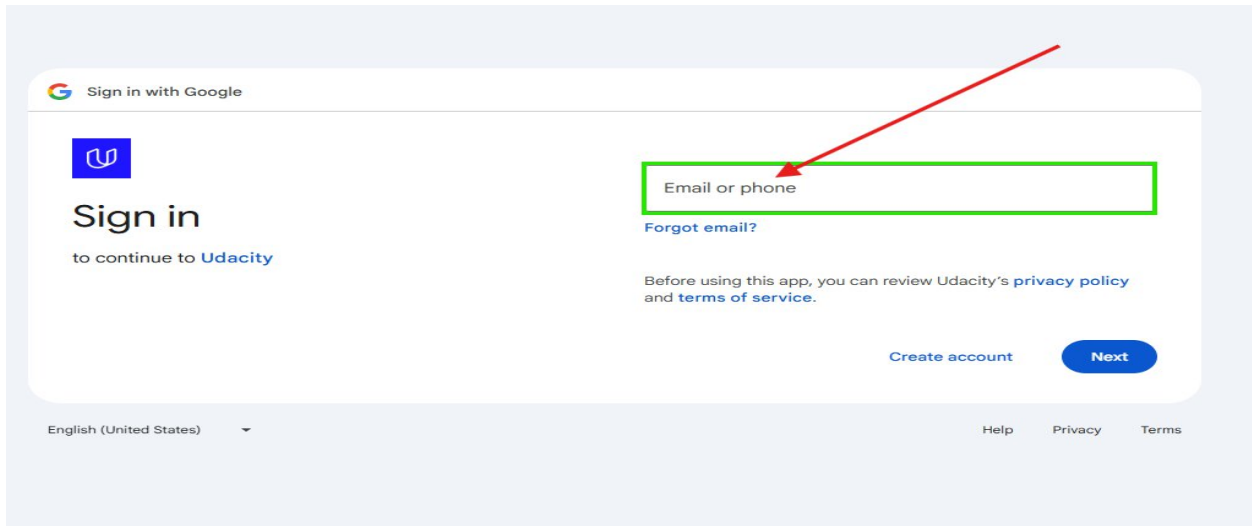 Sign in with Google
Sign in
to continue to Udacity
Email or phone
Forgot email?
Before using this app, you can review Udacity's privacy policy
and terms of service.
Create account
Next
English (United States)
Help
Privacy
Terms